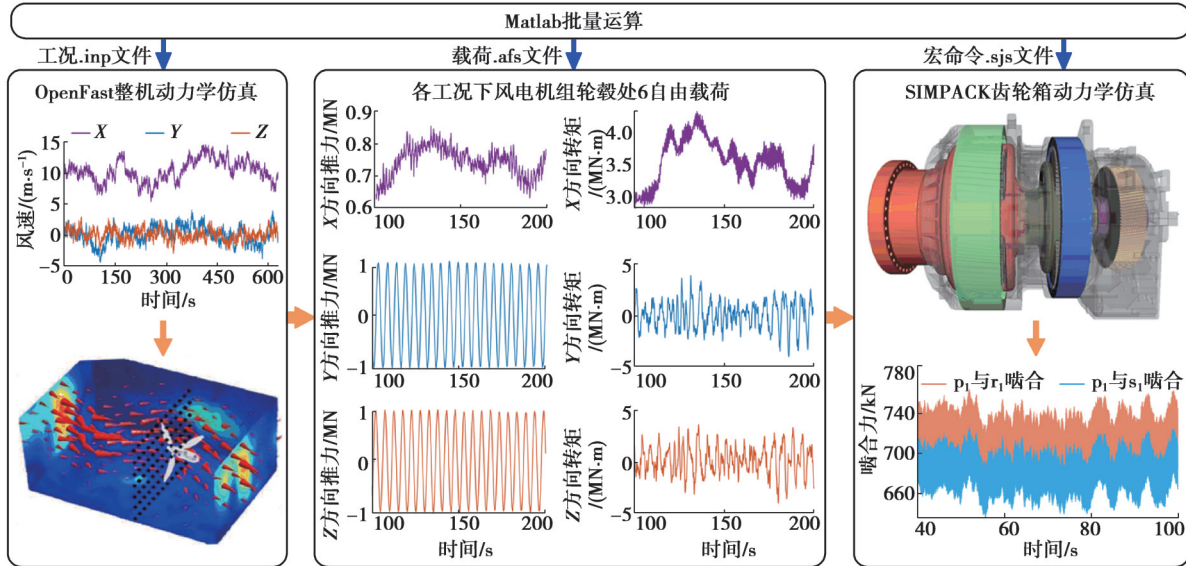 Matlab批量运算
工况.inp文件
载荷.afs文件
宏命令.sjs文件
OpenFast整机动力学仿真
X Y Z
风速/(m·s⁻¹)
15
10
5
0
−5
0 150 300 450 600
时间/s
各工况下风电机组轮毂处6自由载荷
X方向推力/MN
0.9
0.8
0.7
0.6
100 150 200
X方向转矩
/(MN·m)
4.0
3.5
3.0
100 150 200
Y方向推力/MN
1
0
−1
100 150 200
Y方向转矩
/(MN·m)
5
0
−5
100 150 200
Z方向推力/MN
1
0
−1
100 150 200
时间/s
Z方向转矩
/(MN·m)
5
0
−5
100 150 200
时间/s
SIMPACK齿轮箱动力学仿真
p₁与r₁啮合 p₁与s₁啮合
啮合力/kN
780
740
700
660
40 60 80 100
时间/s